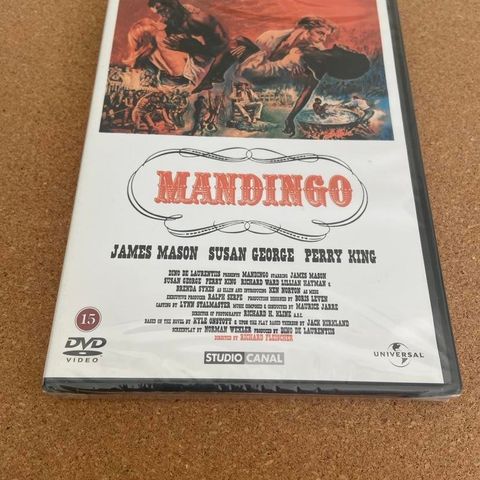 MANDINGO
JAMES MASON SUSAN GEORGE PERRY KING
DINO DE LAURENTIIS PRESENTS MANDINGO STARRING JAMES MASON
SUSAN GEORGE PERRY KING RICHARD WARD LILLIAN HAYMAN &
BRENDA SYKES AS ELLEN AND INTRODUCING KEN NORTON AS MEDE
EXECUTIVE PRODUCER RALPH SERPE PRODUCTION DESIGNED BY BORIS LEVEN
CASTING BY LYNN STALMASTER MUSIC COMPOSED & CONDUCTED BY MAURICE JARRE
DIRECTOR OF PHOTOGRAPHY RICHARD H. KLINE A.S.C.
BASED ON THE NOVEL BY KYLE ONSTOTT & UPON THE PLAY BASED THEREON BY JACK KIRKLAND
SCREENPLAY BY NORMAN WEXLER PRODUCED BY DINO DE LAURENTIIS
DIRECTED BY RICHARD FLEISCHER
15
DVD
VIDEO
STUDIO CANAL
UNIVERSAL